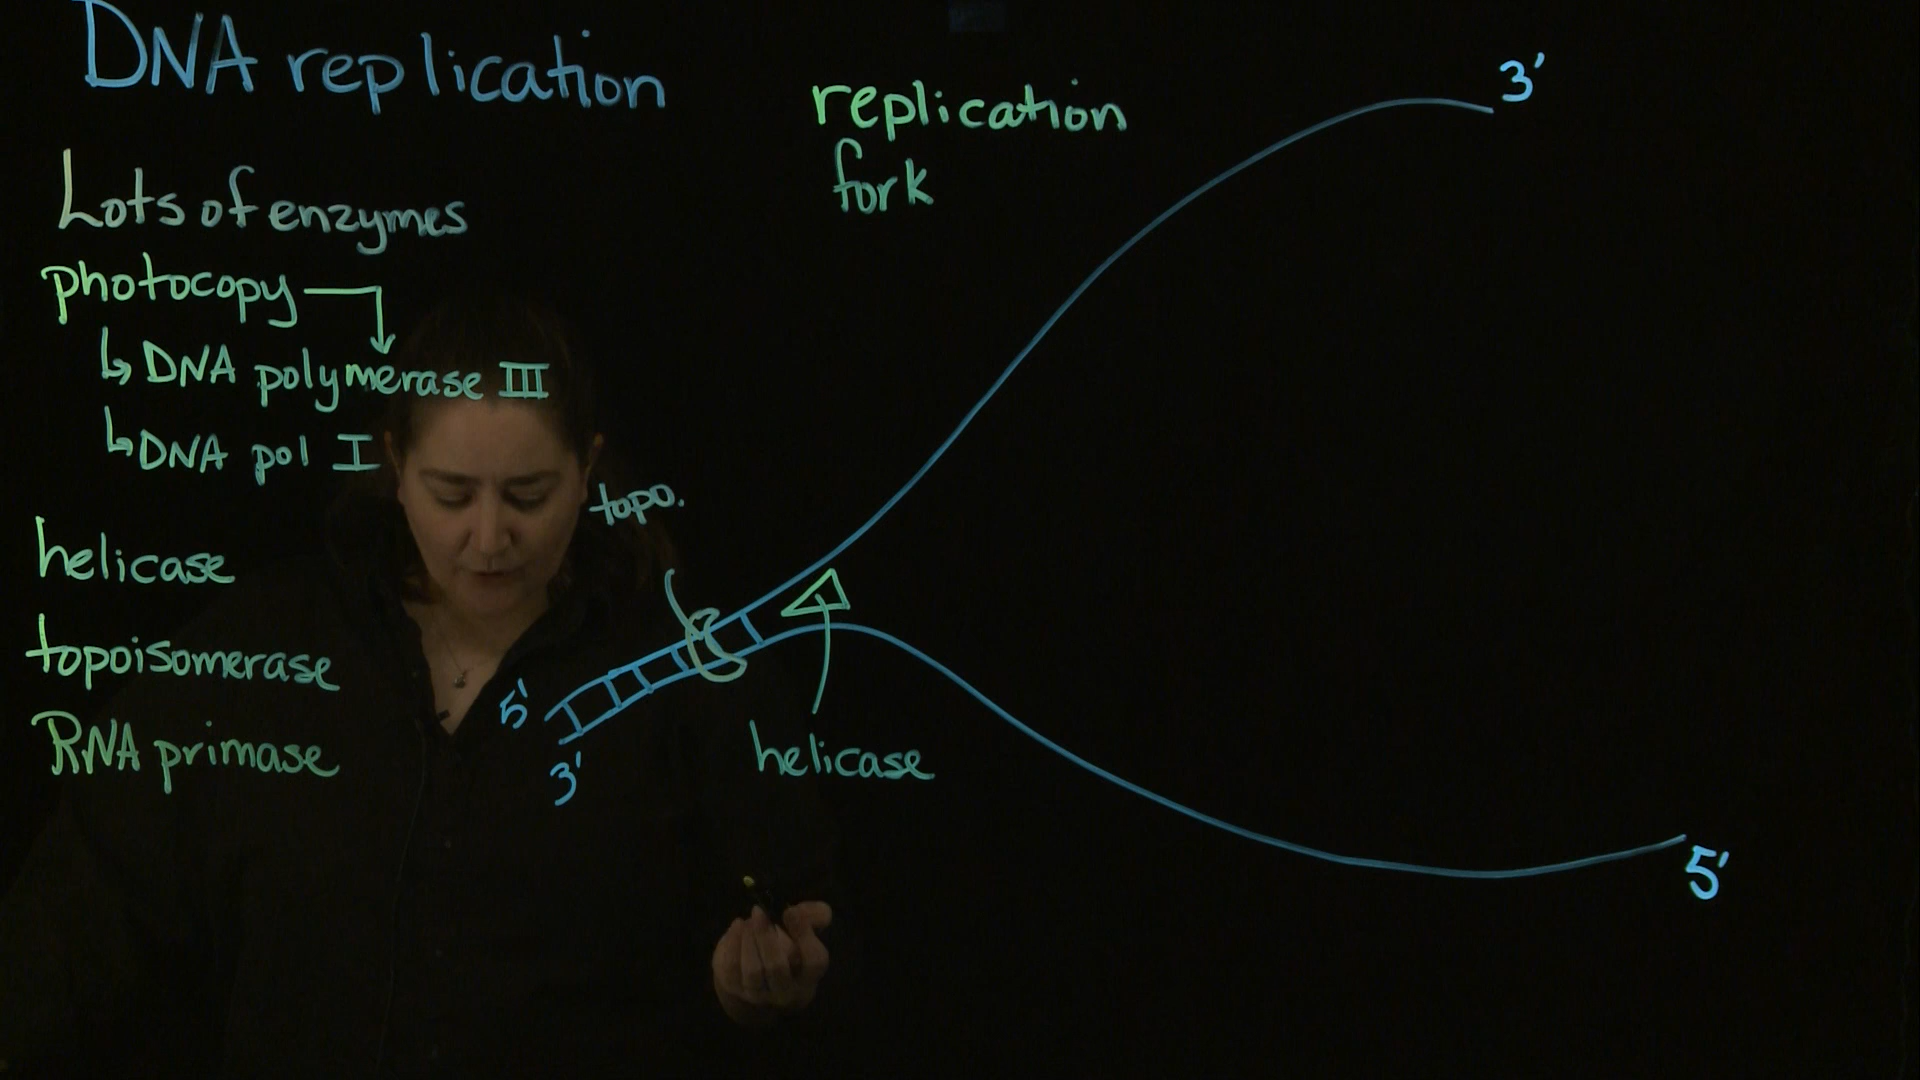 DNA replication
Lots of enzymes
photocopy
↳ DNA polymerase III
↳ DNA pol I
helicase
topoisomerase
RNA primase
replication
fork
3'
topo.
5'
3'
helicase
5'